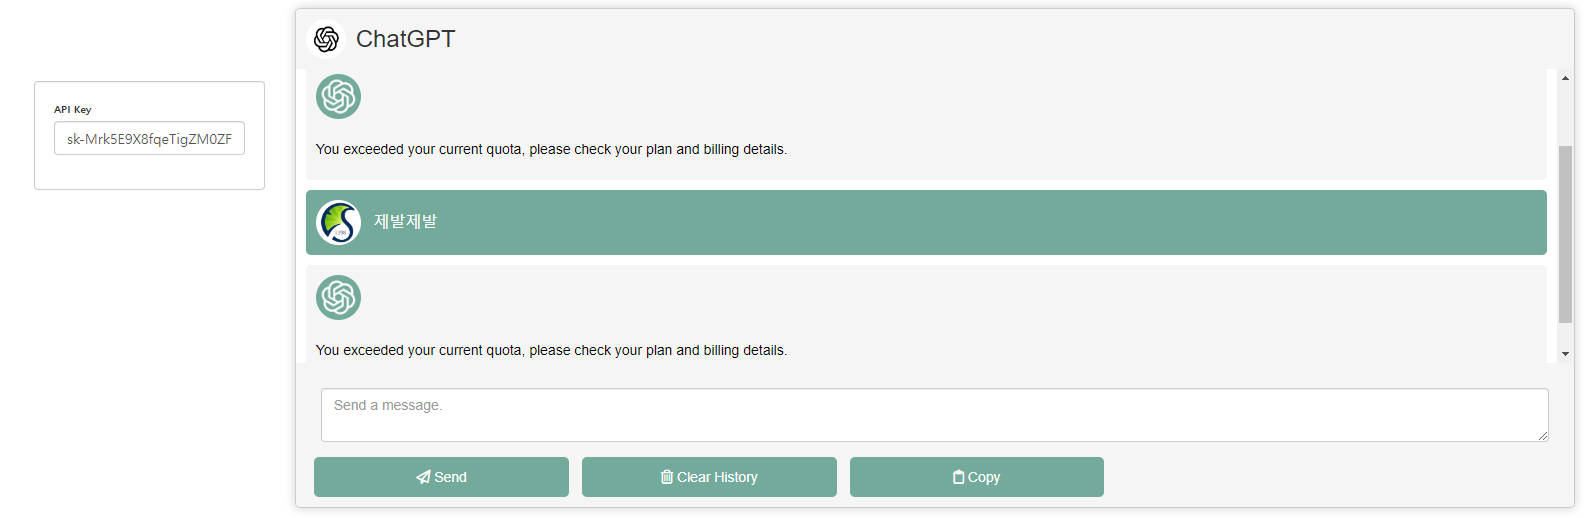 ChatGPT
API Key
sk-Mrk5E9X8fqeTigZM0ZF
You exceeded your current quota, please check your plan and billing details.
제발제발
You exceeded your current quota, please check your plan and billing details.
Send a message.
Send
Clear History
Copy